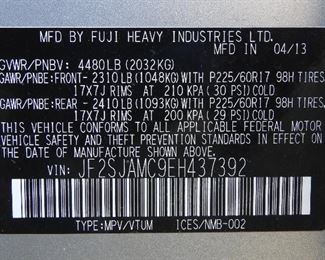 MFD BY FUJI HEAVY INDUSTRIES LTD.
MFD IN 04/13
GVWR/PNBV: 4480LB(2032KG)
GAWR/PNBE:FRONT-2310LB(1048KG)WITH P225/60R17 98H TIRES
17X7J RIMS AT 210 KPA (30 PSI)COLD
GAWR/PNBE:REAR -2410LB(1093KG)WITH P225/60R17 98H TIRES
17X7J RIMS AT 200 KPA(29 PSI)COLD
THIS VEHICLE CONFORMS TO ALL APPLICABLE FEDERAL MOTOR
VEHICLE SAFETY AND THEFT PREVENTION STANDARDS IN EFFECT
ON THE DATE OF MANUFACTURE SHOWN ABOVE.
VIN: JF2SJAMC9EH437392
TYPE:MPV/VTUM ICES/NMB-002